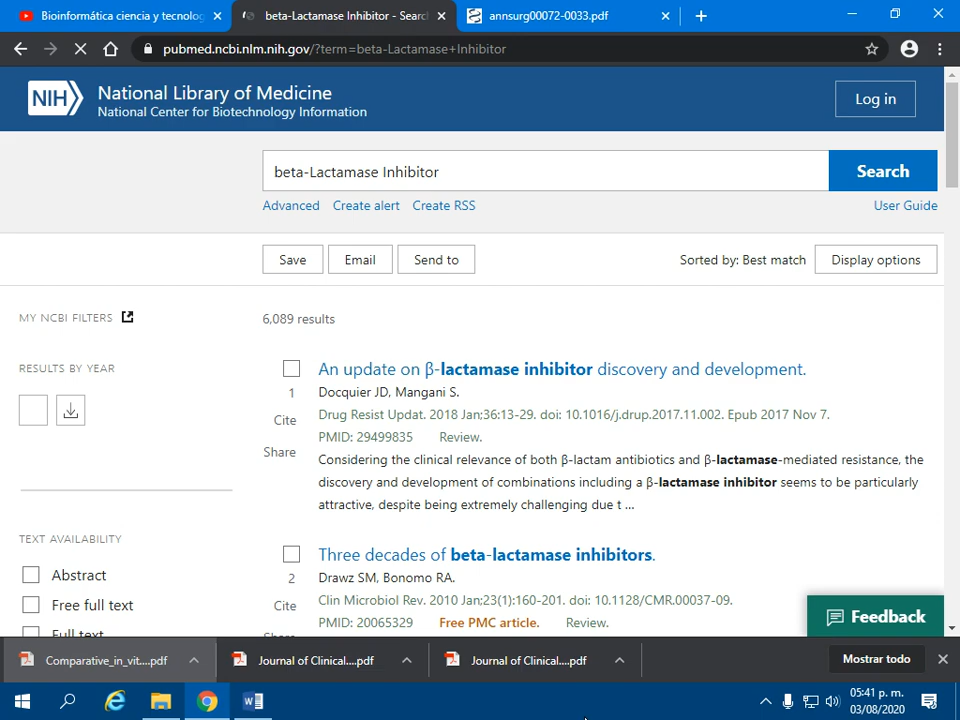 Bioinformática ciencia y tecnolog
beta-Lactamase Inhibitor - Searc
annsurg00072-0033.pdf
pubmed.ncbi.nlm.nih.gov/?term=beta-Lactamase+Inhibitor
NIH
National Library of Medicine
National Center for Biotechnology Information
Log in
beta-Lactamase Inhibitor
Search
Advanced Create alert Create RSS
User Guide
Save Email Send to
Sorted by: Best match
Display options
MY NCBI FILTERS
6,089 results
RESULTS BY YEAR
An update on β-lactamase inhibitor discovery and development.
1
Docquier JD, Mangani S.
Cite
Drug Resist Updat. 2018 Jan;36:13-29. doi: 10.1016/j.drup.2017.11.002. Epub 2017 Nov 7.
PMID: 29499835 Review.
Share
Considering the clinical relevance of both β-lactam antibiotics and β-lactamase-mediated resistance, the
discovery and development of combinations including a β-lactamase inhibitor seems to be particularly
attractive, despite being extremely challenging due t ...
TEXT AVAILABILITY
Abstract
Free full text
Full text
Three decades of beta-lactamase inhibitors.
2
Drawz SM, Bonomo RA.
Cite
Clin Microbiol Rev. 2010 Jan;23(1):160-201. doi: 10.1128/CMR.00037-09.
PMID: 20065329 Free PMC article. Review.
Share
Feedback
Comparative_in_vit....pdf
Journal of Clinical....pdf
Journal of Clinical....pdf
Mostrar todo
05:41 p. m.
03/08/2020